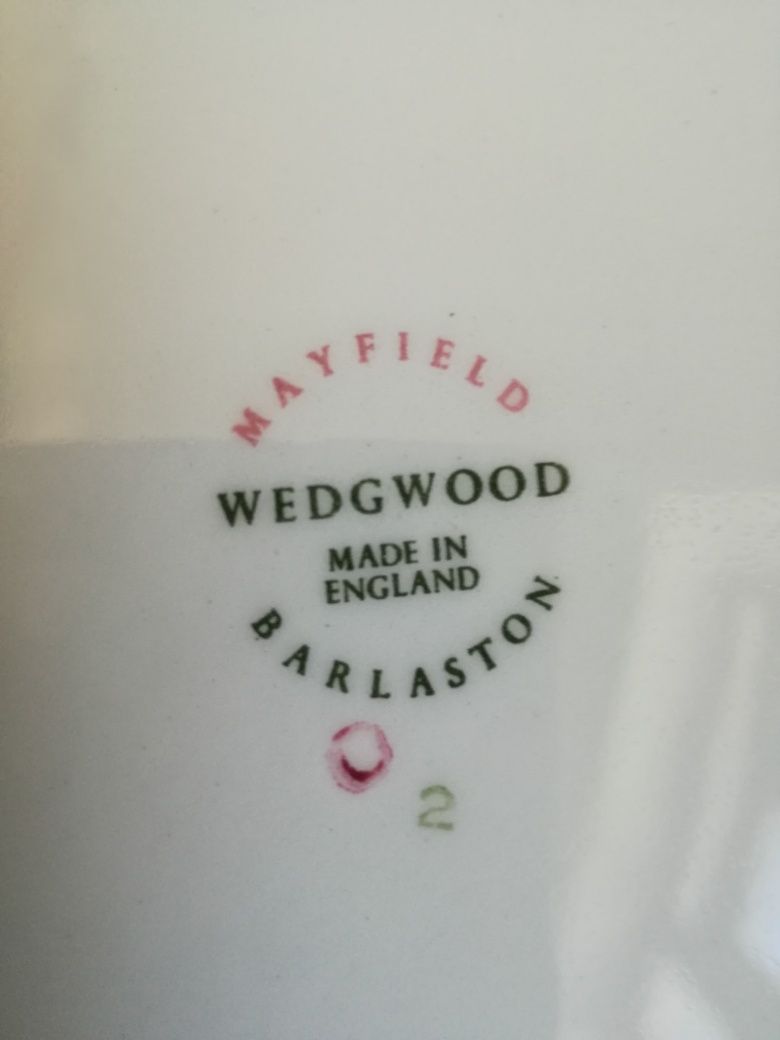 MAYFIELD
WEDGWOOD
MADE IN
ENGLAND
BARLASTON
2